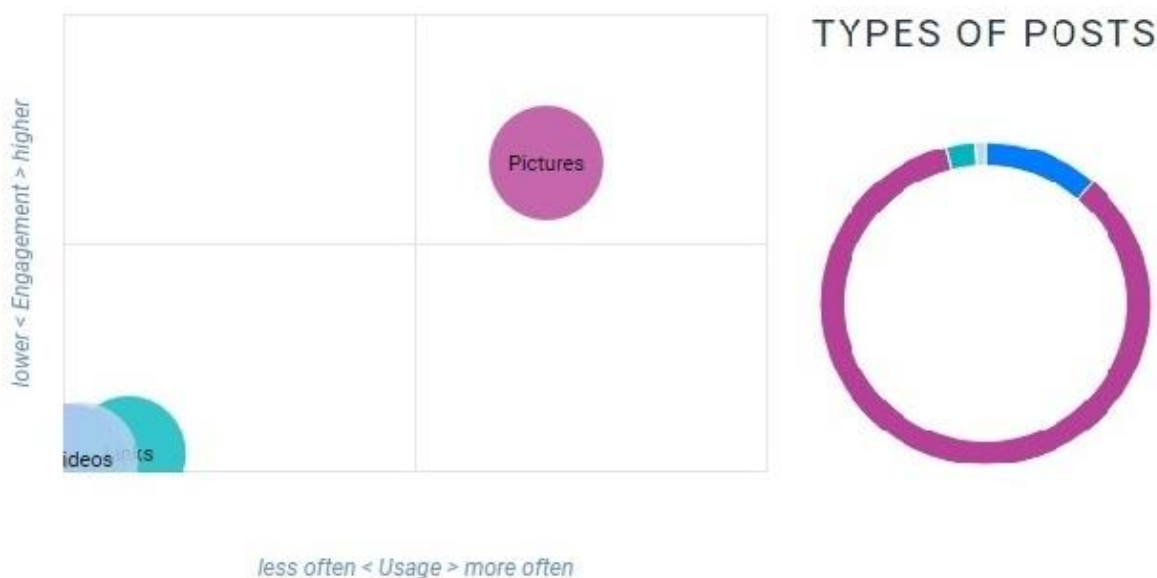 TYPES OF POSTS
lower < Engagement > higher
Pictures
ideos
less often < Usage > more often